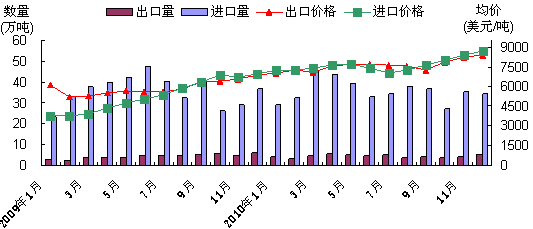 数量
(万吨)
出口量
进口量
出口价格
进口价格
均价
(美元/吨)
60
50
40
30
20
10
0
9000
7500
6000
4500
3000
1500
0
2009年1月
3月
5月
7月
9月
11月
2010年1月
3月
5月
7月
9月
11月